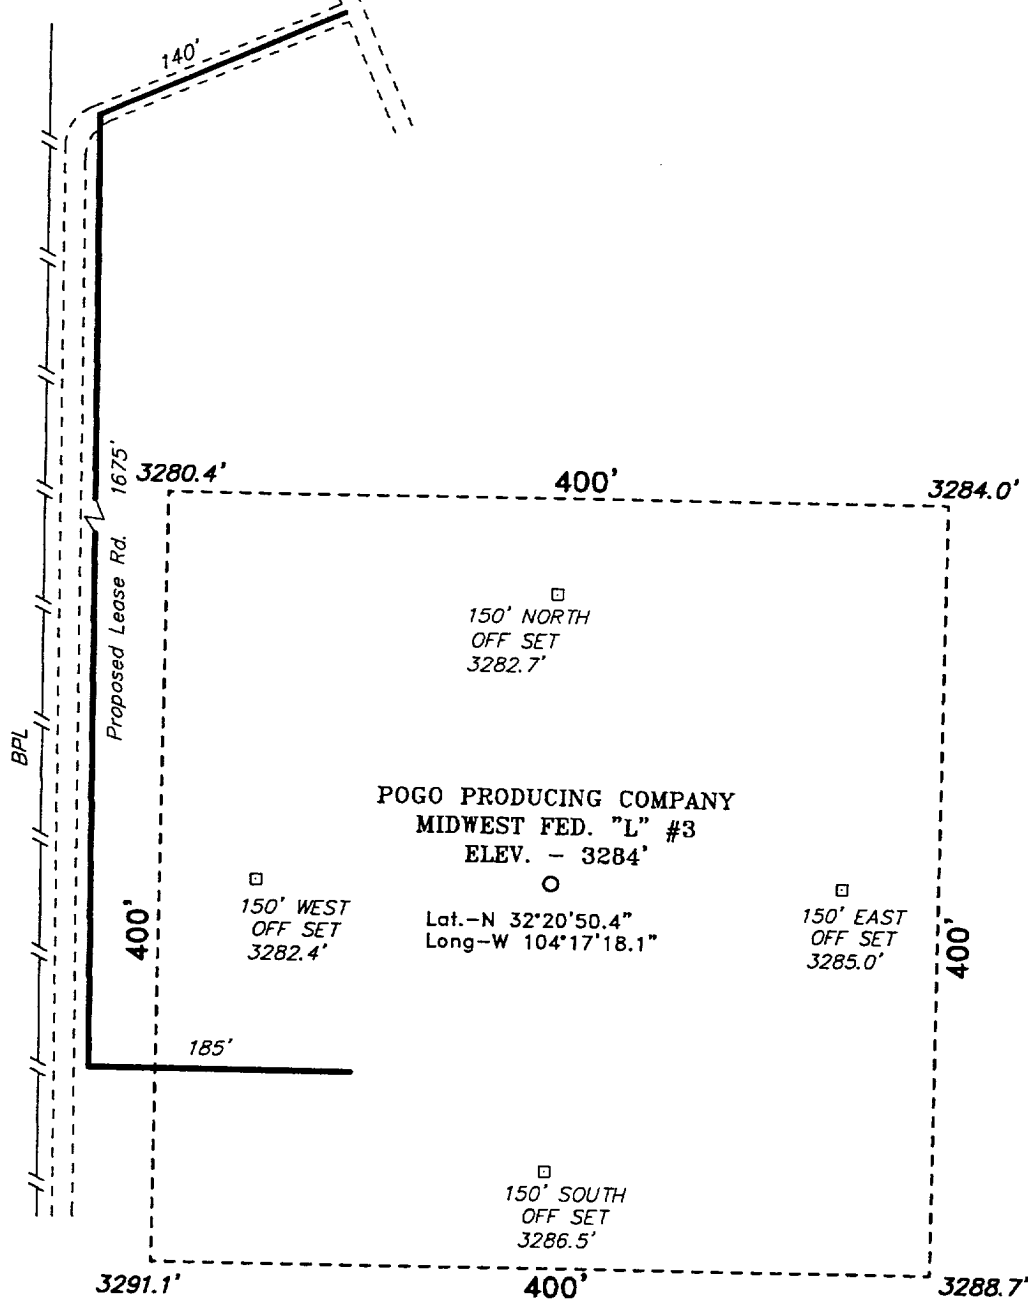 140'
3280.4'
400'
3284.0'
Proposed Lease Rd. 1675'
150' NORTH
OFF SET
3282.7'
BPL
POGO PRODUCING COMPANY
MIDWEST FED. "L" #3
ELEV. - 3284'
150' WEST
OFF SET
3282.4'
400'
Lat.-N 32°20'50.4"
Long-W 104°17'18.1"
150' EAST
OFF SET
3285.0'
400'
185'
150' SOUTH
OFF SET
3286.5'
3291.1'
400'
3288.7'